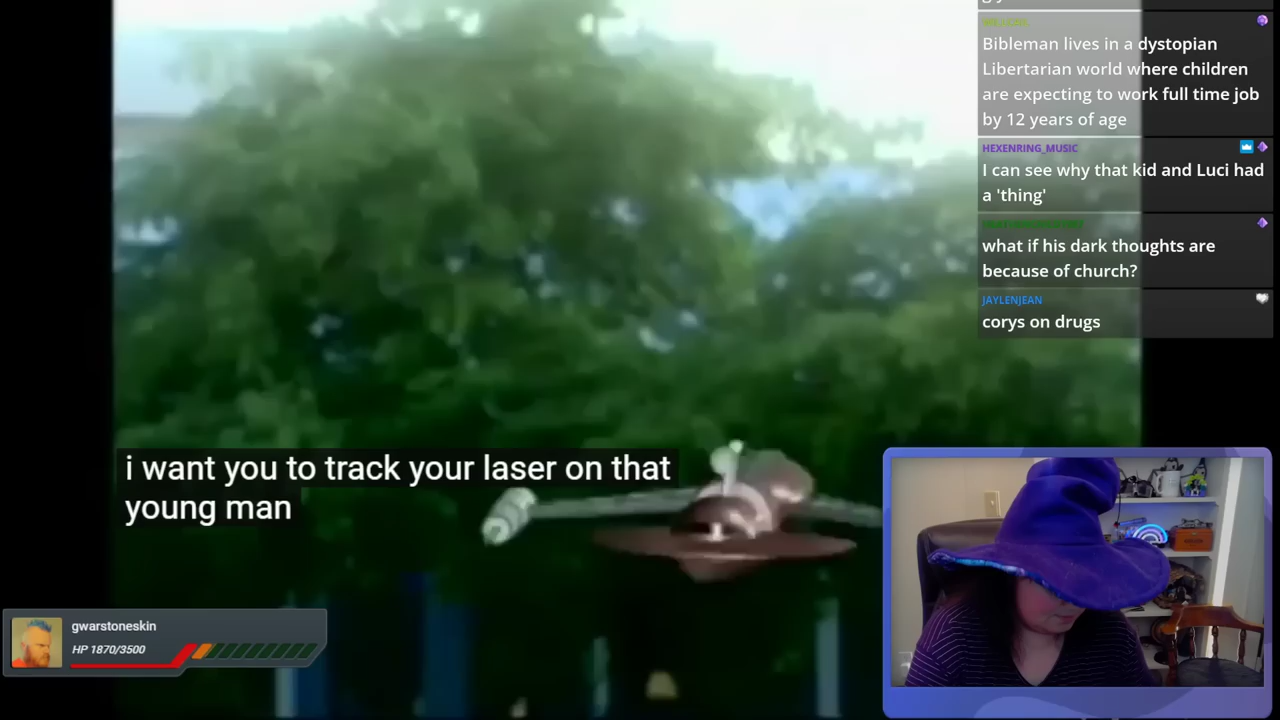 Bibleman lives in a dystopian
Libertarian world where children
are expecting to work full time job
by 12 years of age
HEXENRING_MUSIC
I can see why that kid and Luci had
a 'thing'
what if his dark thoughts are
because of church?
JAYLENJEAN
corys on drugs
i want you to track your laser on that
young man
gwarstoneskin
HP 1870/3500